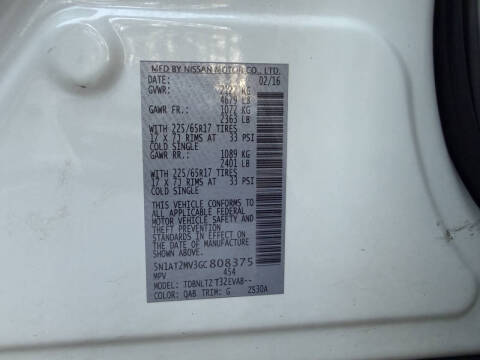 MFD BY NISSAN MOTOR CO., LTD.
DATE: 02/16
GVWR: KG
4679 LB
GAWR FR: 1072 KG
2363 LB
WITH 225/65R17 TIRES
17 X 7J RIMS AT 33 PSI
COLD SINGLE
GAWR RR: 1089 KG
2401 LB
WITH 225/65R17 TIRES
17 X 7J RIMS AT 33 PSI
COLD SINGLE
THIS VEHICLE CONFORMS TO
ALL APPLICABLE FEDERAL
MOTOR VEHICLE SAFETY AND
THEFT PREVENTION
STANDARDS IN EFFECT ON
THE DATE OF MANUFACTURE
SHOWN ABOVE.
5N1AT2MV3GC808375
MPV 454
MODEL: TDBNLTZ T32EVAB--
COLOR: QAB TRIM: G 2530A